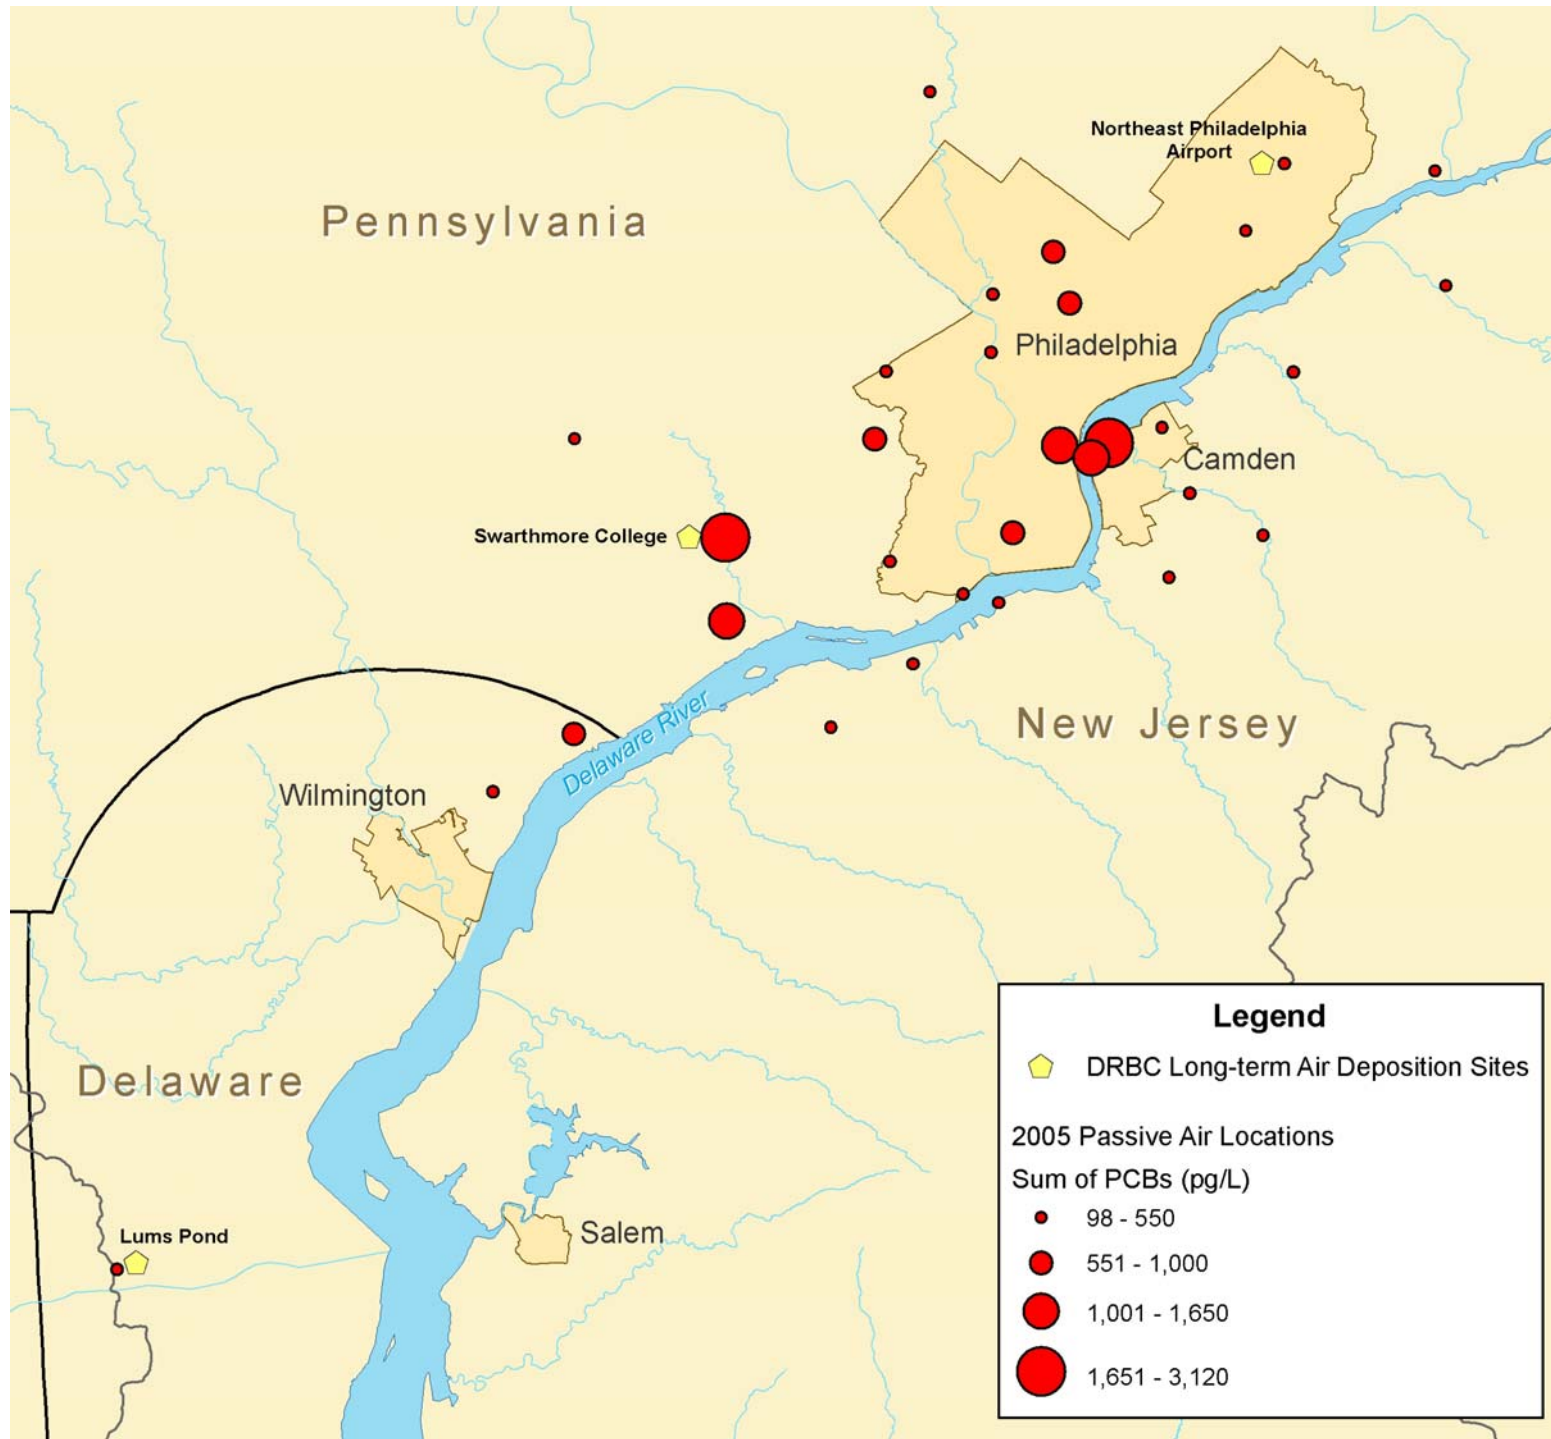 Northeast Philadelphia
Airport
Pennsylvania
Philadelphia
Camden
Swarthmore College
Delaware River
New Jersey
Wilmington
Delaware
Lums Pond
Salem
Legend
DRBC Long-term Air Deposition Sites
2005 Passive Air Locations
Sum of PCBs (pg/L)
98 - 550
551 - 1,000
1,001 - 1,650
1,651 - 3,120